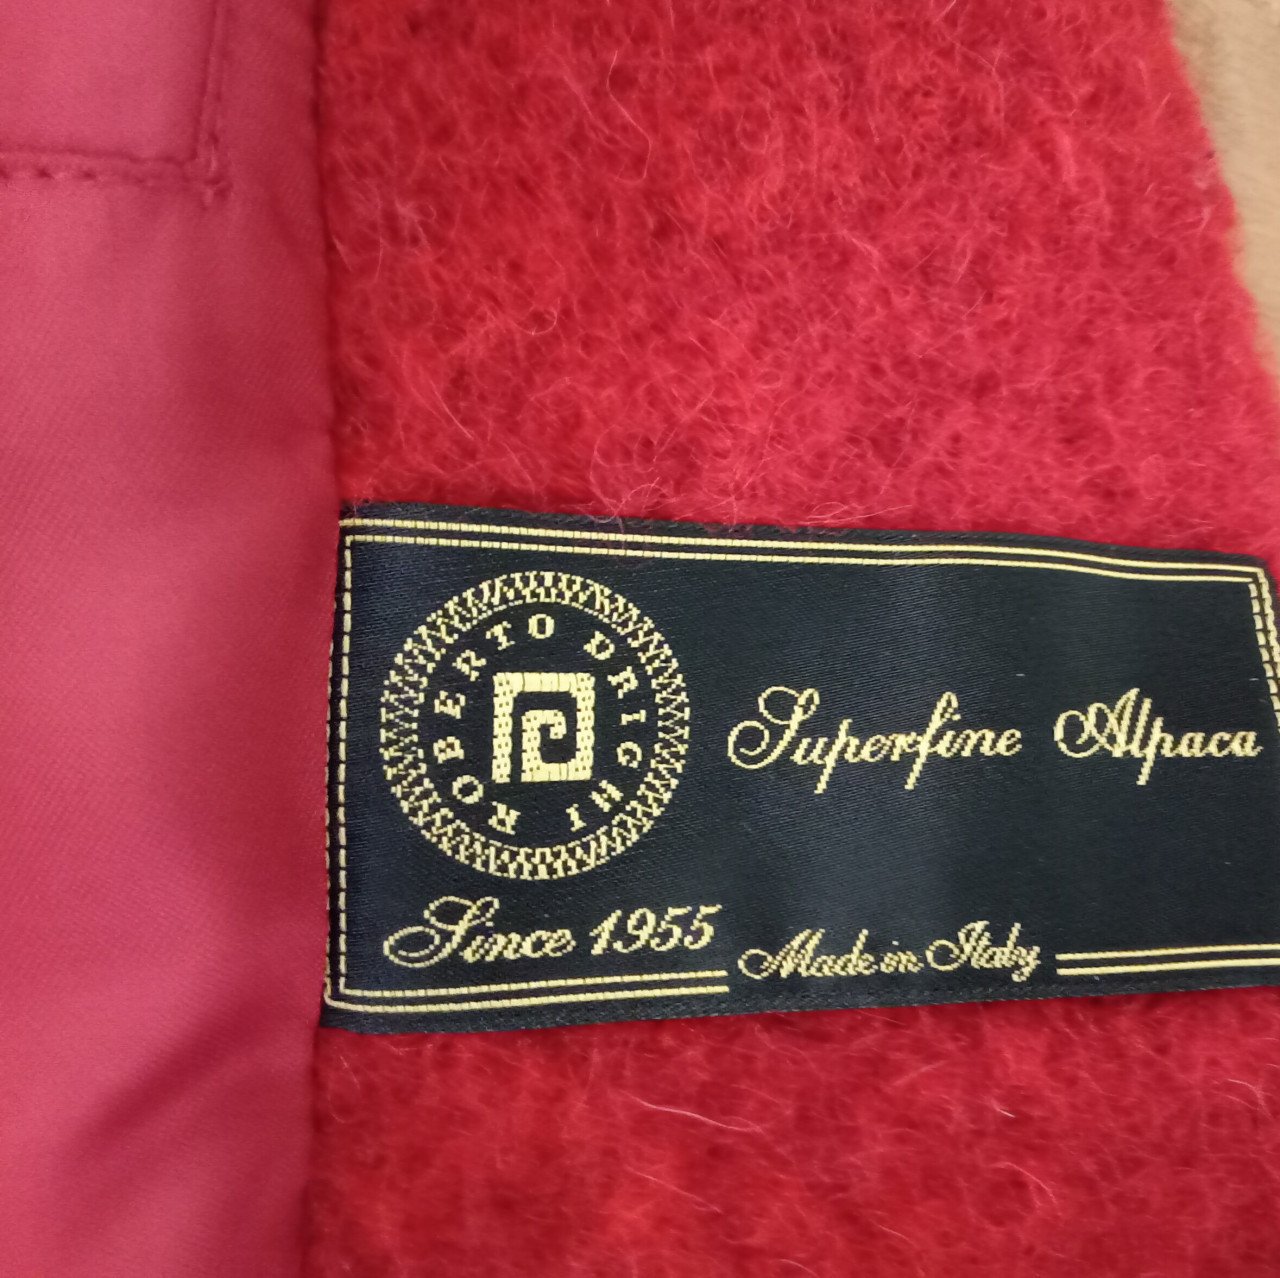 ROBERTO DRIGHI
Superfine Alpaca
Since 1955
Made in Italy